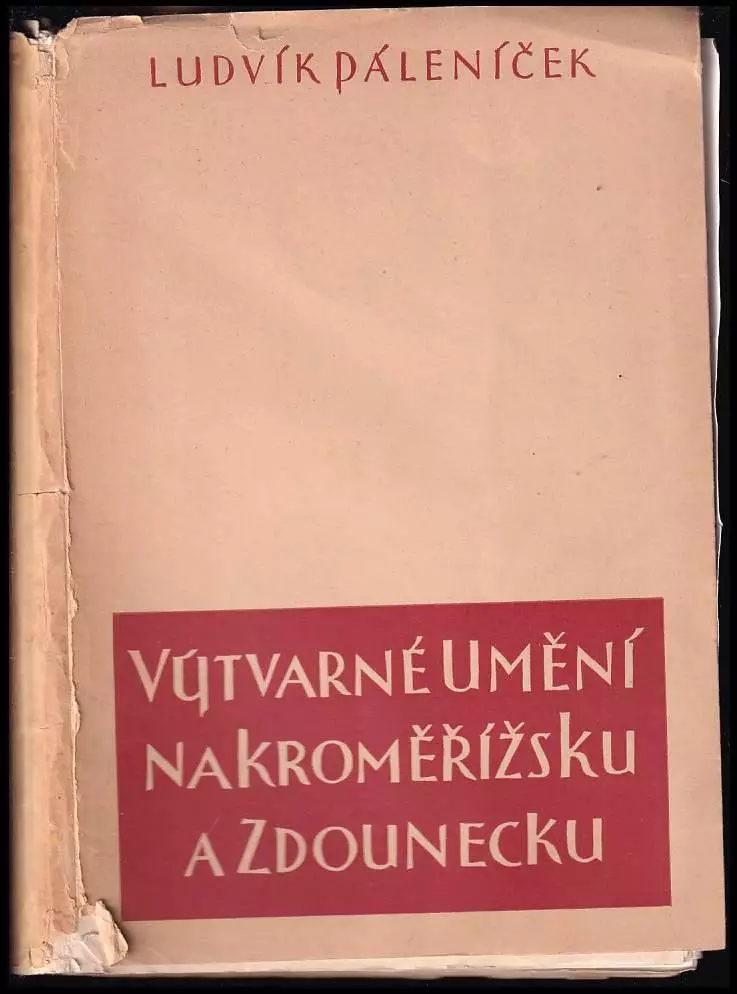 LUDVÍK PÁLENÍČEK
VÝTVARNÉ UMĚNÍ
NA KROMĚŘÍŽSKU
A ZDOUNECKU